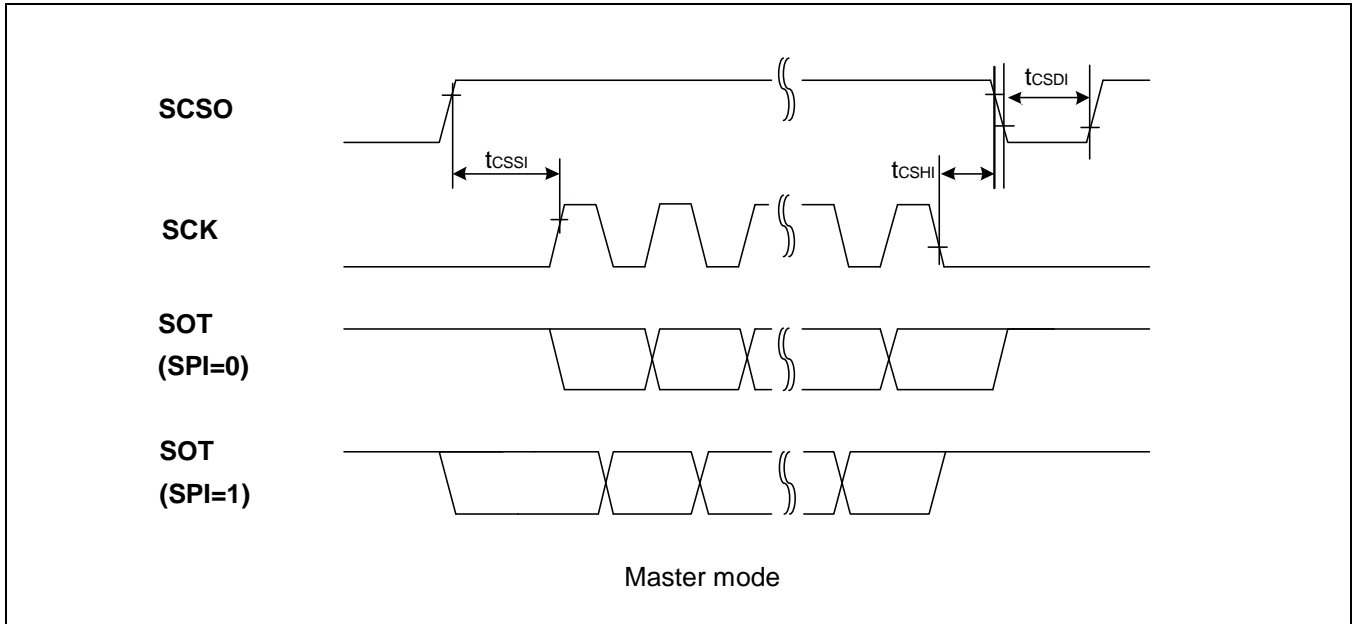 SCSO
tCSDI
tCSSI
tCSHI
SCK
SOT
(SPI=0)
SOT
(SPI=1)
Master mode